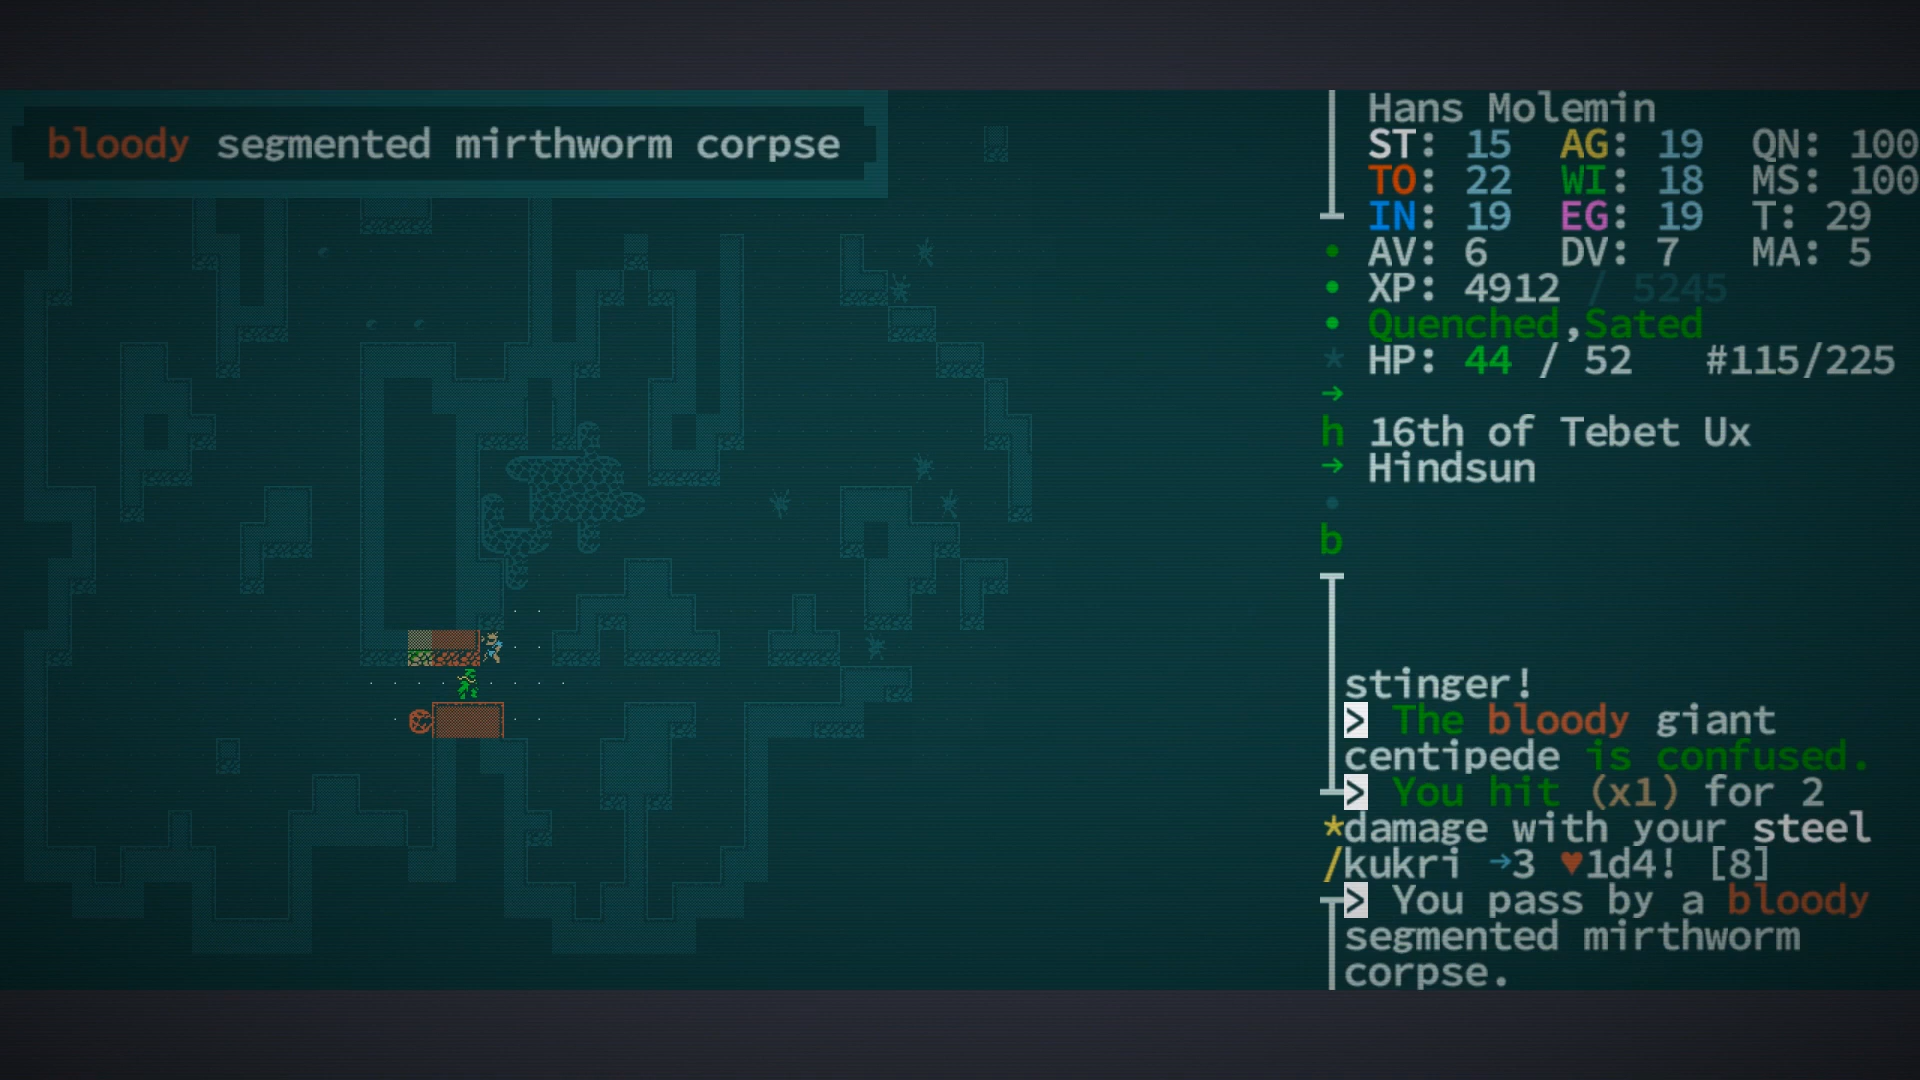 bloody segmented mirthworm corpse
Hans Molemin
ST: 15 AG: 19 QN: 100
TO: 22 WI: 18 MS: 100
IN: 19 EG: 19 T: 29
AV: 6 DV: 7 MA: 5
XP: 4912 / 5245
Quenched,Sated
HP: 44 / 52 #115/225
h 16th of Tebet Ux
Hindsun
b
stinger!
> The bloody giant
centipede is confused.
> You hit (x1) for 2
*damage with your steel
/kukri →3 ♥1d4! [8]
> You pass by a bloody
segmented mirthworm
corpse.